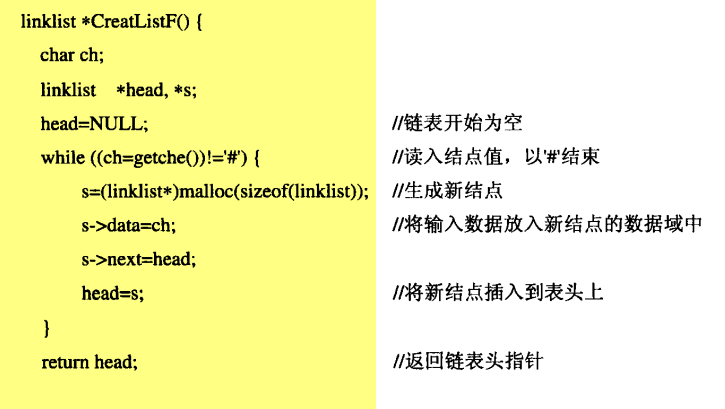 linklist *CreatListF() {
char ch;
linklist *head, *s;
head=NULL; //链表开始为空
while ((ch=getche())!='#') { //读入结点值，以'#'结束
s=(linklist*)malloc(sizeof(linklist)); //生成新结点
s->data=ch; //将输入数据放入新结点的数据域中
s->next=head;
head=s; //将新结点插入到表头上
}
return head; //返回链表头指针